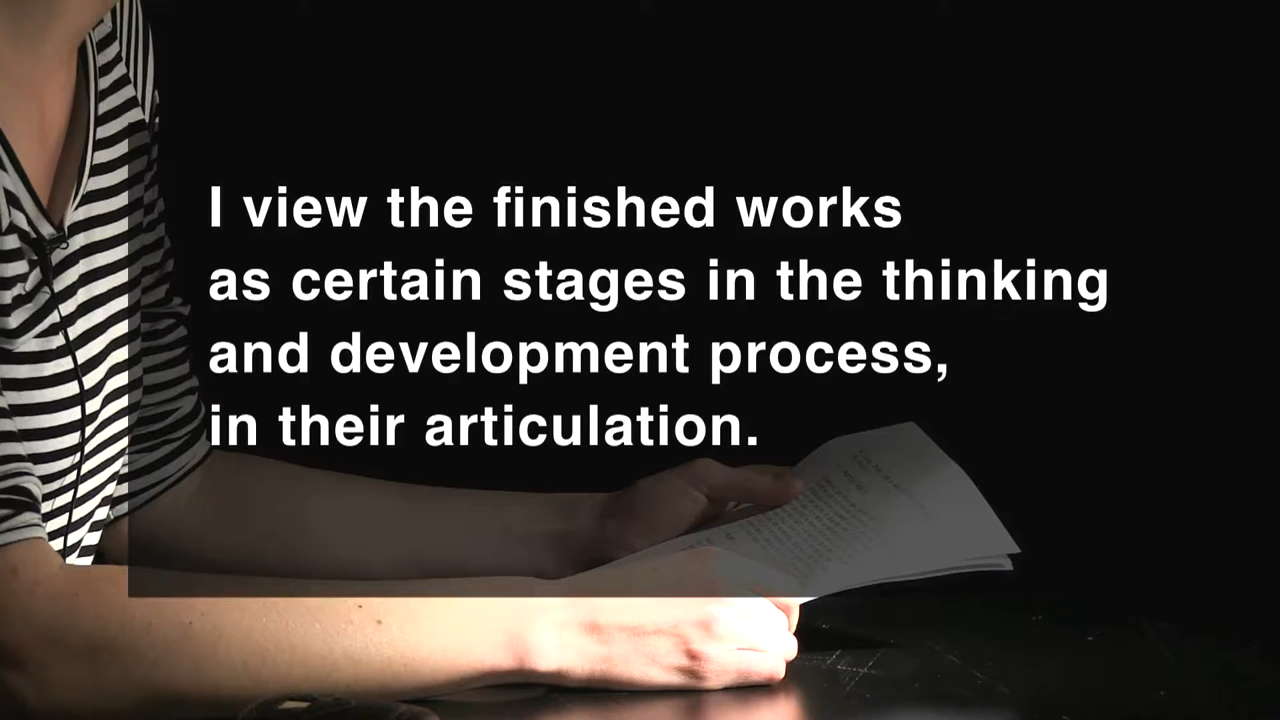 I view the finished works
as certain stages in the thinking
and development process,
in their articulation.